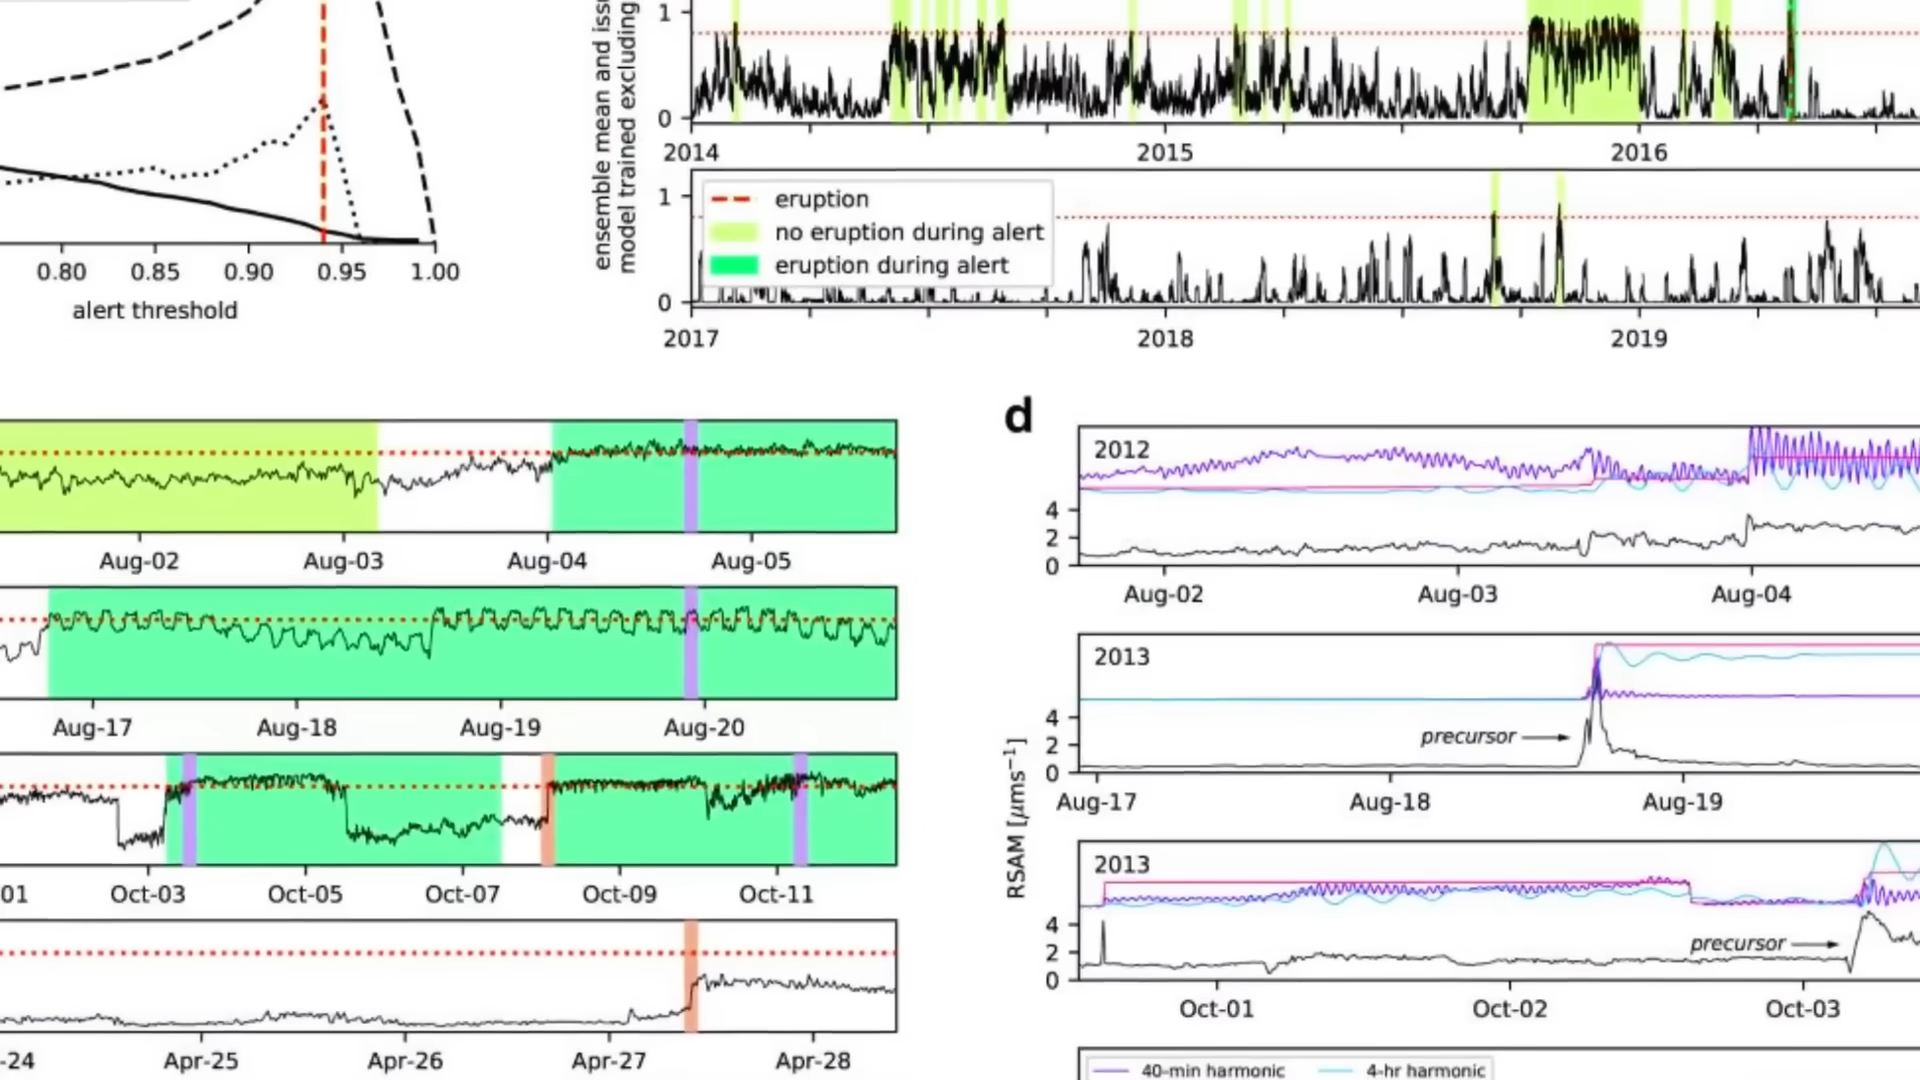 0.80 0.85 0.90 0.95 1.00
alert threshold
ensemble mean and issu
model trained excluding
1
0
2014 2015 2016
1
0
eruption
no eruption during alert
eruption during alert
2017 2018 2019
Aug-02 Aug-03 Aug-04 Aug-05
Aug-17 Aug-18 Aug-19 Aug-20
01 Oct-03 Oct-05 Oct-07 Oct-09 Oct-11
-24 Apr-25 Apr-26 Apr-27 Apr-28
d
RSAM [μms⁻¹]
2012
4
2
0
Aug-02 Aug-03 Aug-04
2013
4
2
0
precursor
Aug-17 Aug-18 Aug-19
2013
4
2
0
precursor
Oct-01 Oct-02 Oct-03
40-min harmonic 4-hr harmonic